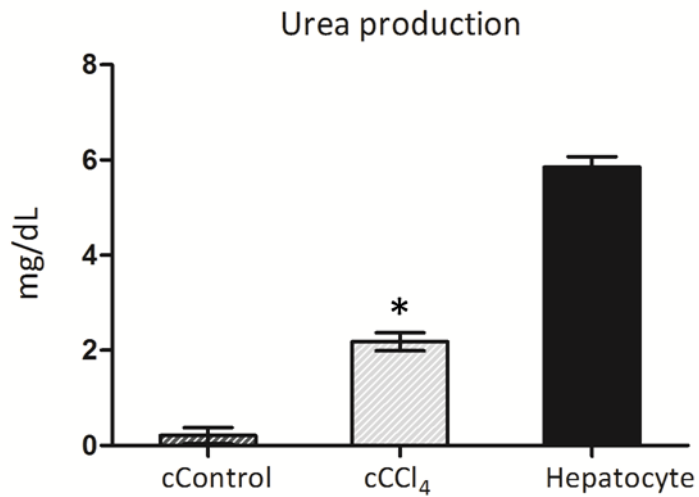 Urea production
8
6
4
2
0
mg/dL
*
cControl
cCCl₄
Hepatocyte